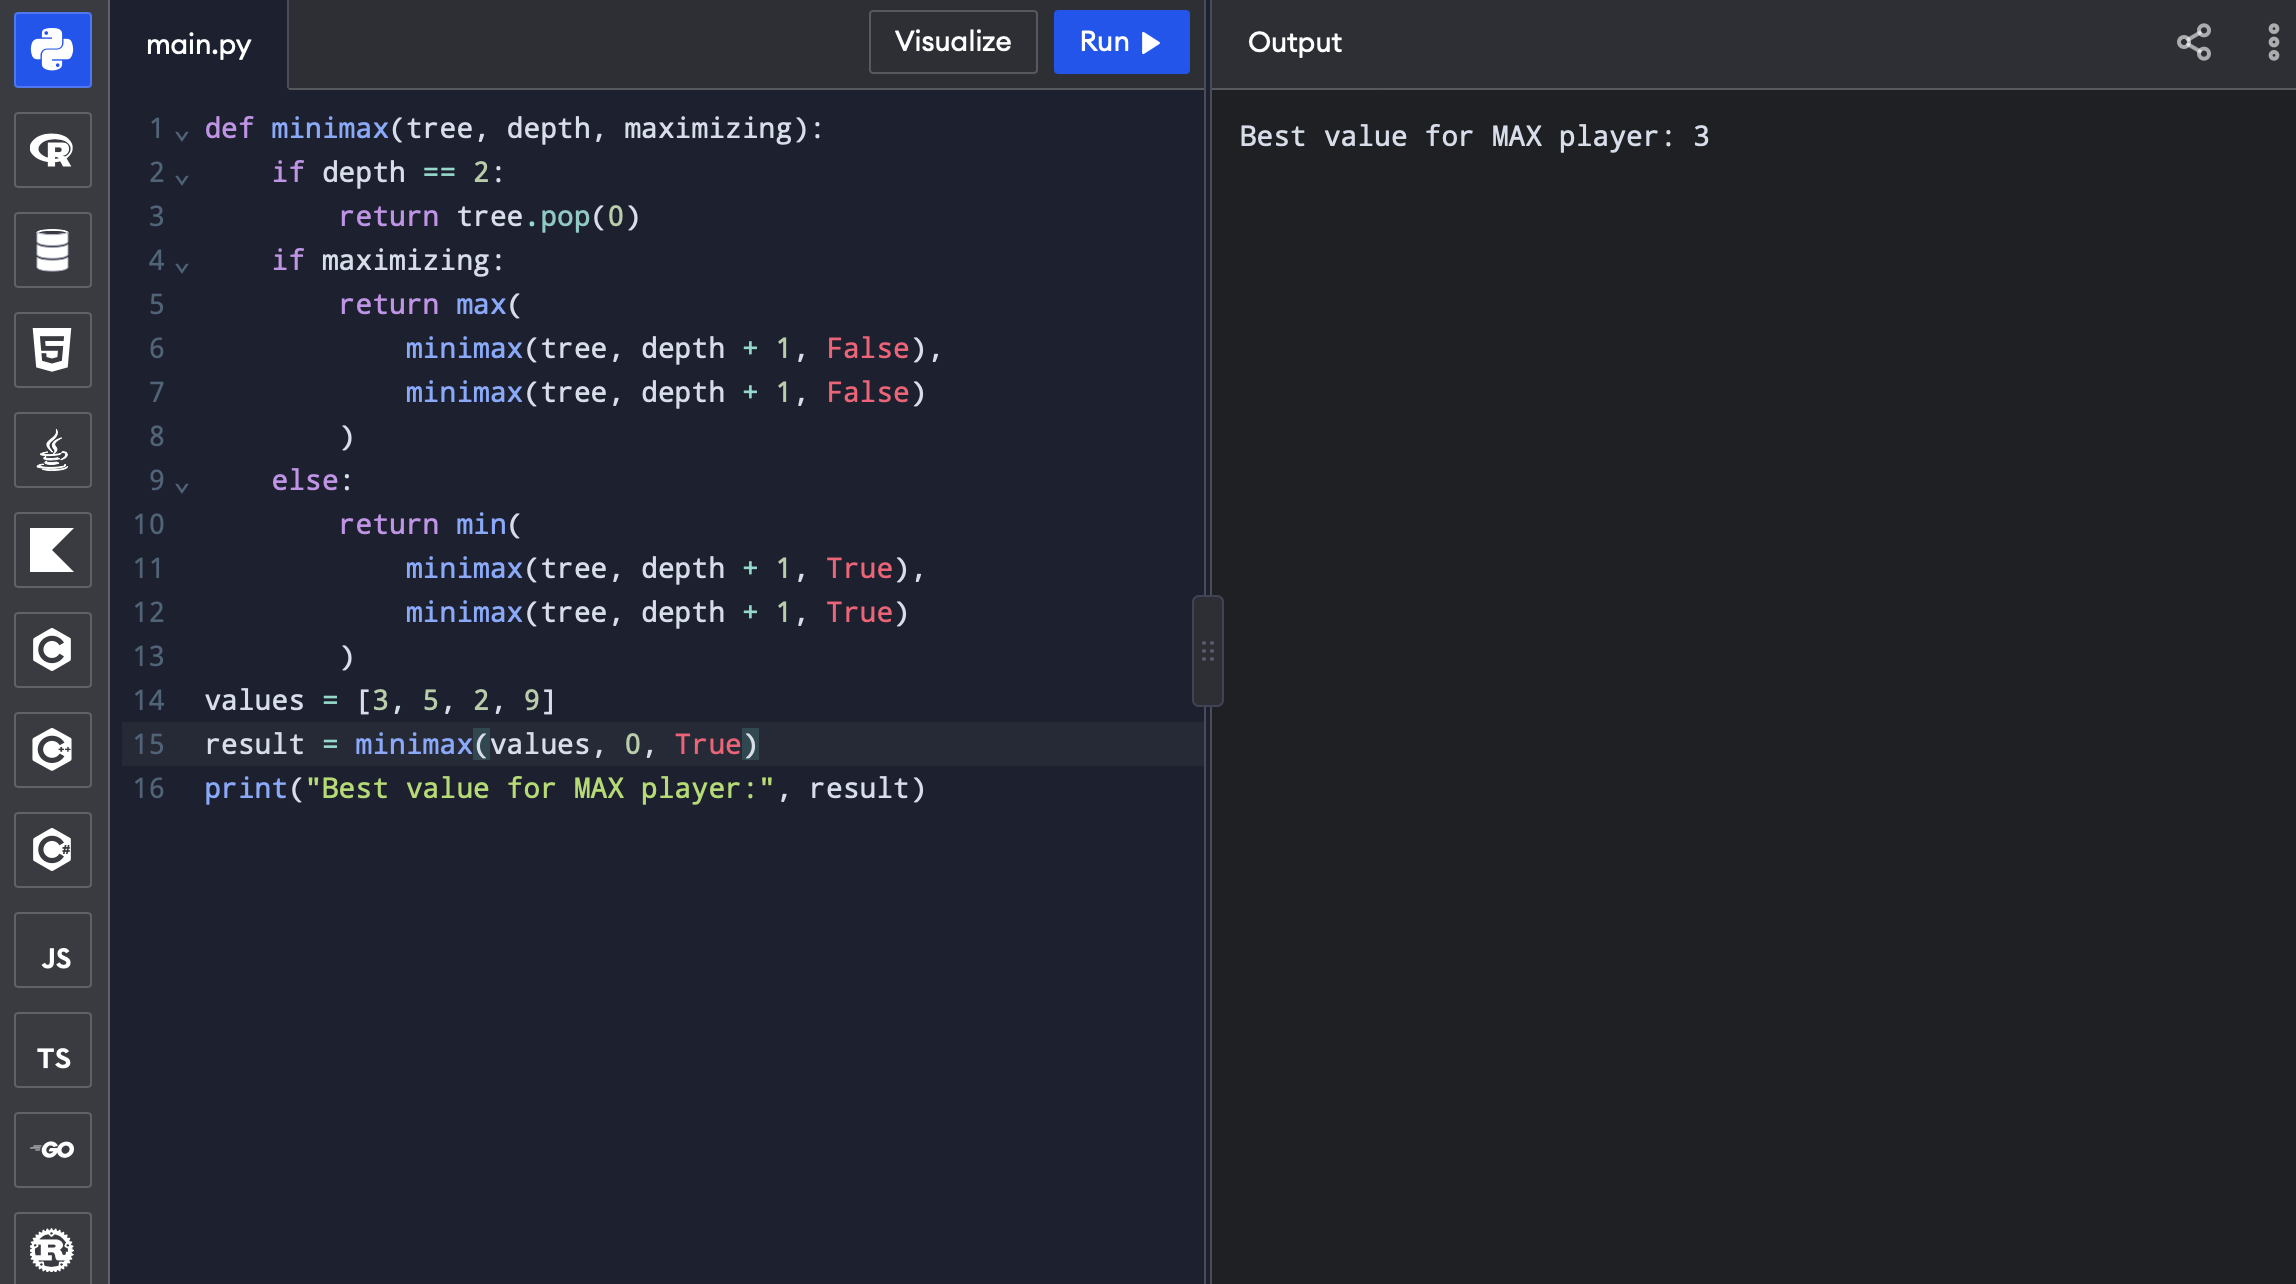 main.py
Visualize
Run
Output
1 def minimax(tree, depth, maximizing):
2     if depth == 2:
3         return tree.pop(0)
4     if maximizing:
5         return max(
6             minimax(tree, depth + 1, False),
7             minimax(tree, depth + 1, False)
8         )
9     else:
10         return min(
11             minimax(tree, depth + 1, True),
12             minimax(tree, depth + 1, True)
13         )
14 values = [3, 5, 2, 9]
15 result = minimax(values, 0, True)
16 print("Best value for MAX player:", result)
Best value for MAX player: 3
R
5
C
C++
C#
JS
TS
GO
R